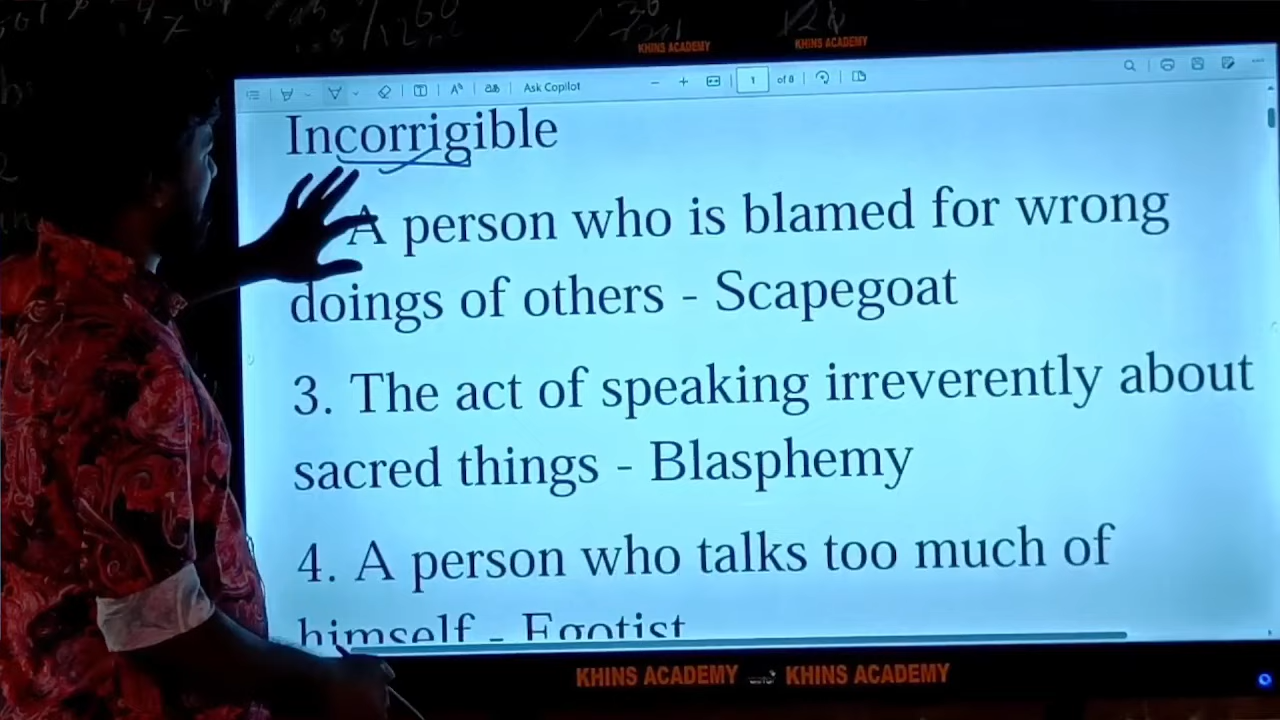 KHINS ACADEMY KHINS ACADEMY
Ask Copilot 1 of 8
Incorrigible
A person who is blamed for wrong
doings of others - Scapegoat
3. The act of speaking irreverently about
sacred things - Blasphemy
4. A person who talks too much of
himself - Egotist
KHINS ACADEMY KHINS ACADEMY